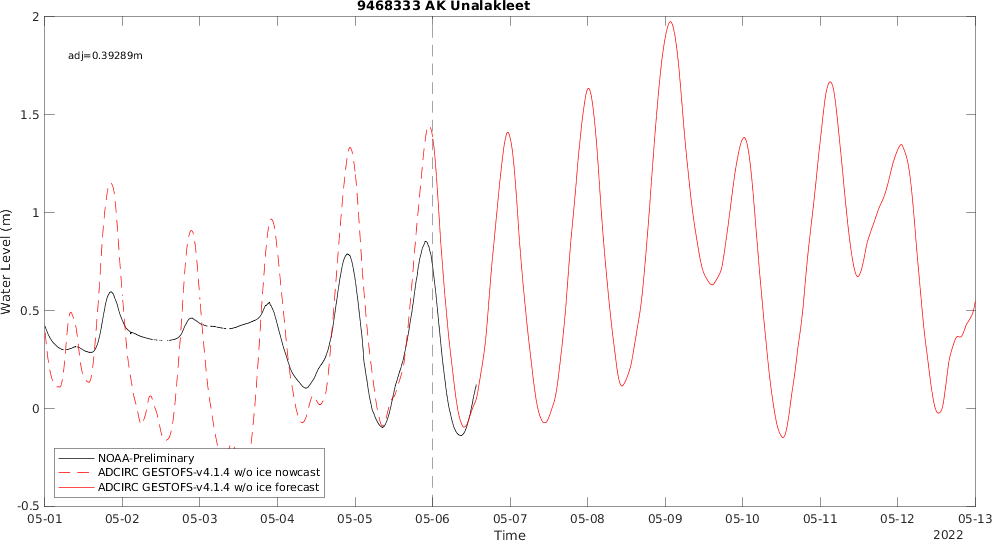 9468333 AK Unalakleet
adj=0.39289m
2
1.5
1
0.5
0
-0.5
Water Level (m)
NOAA-Preliminary
ADCIRC GESTOFS-v4.1.4 w/o ice nowcast
ADCIRC GESTOFS-v4.1.4 w/o ice forecast
05-01 05-02 05-03 05-04 05-05 05-06 05-07 05-08 05-09 05-10 05-11 05-12 05-13
Time
2022